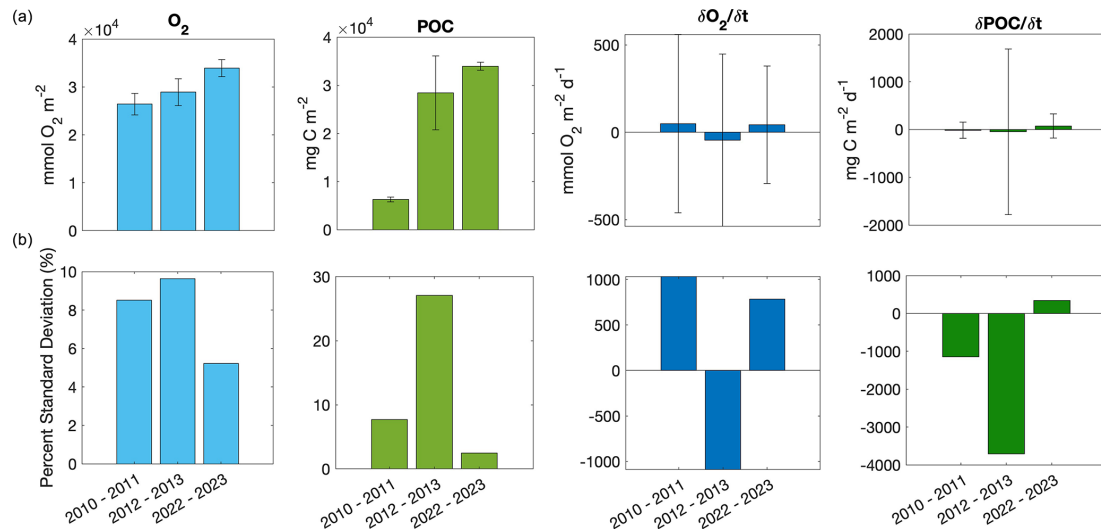 (a)
O₂
×10⁴
4
3
2
1
0
mmol O₂ m⁻²
POC
×10⁴
4
3
2
1
0
mg C m⁻²
δO₂/δt
500
0
-500
mmol O₂ m⁻² d⁻¹
δPOC/δt
2000
1000
0
-1000
2000
mg C m⁻² d⁻¹
(b)
Percent Standard Deviation (%)
10
8
6
4
2
0
2010 - 2011
2012 - 2013
2022 - 2023
30
20
10
0
2010 - 2011
2012 - 2013
2022 - 2023
1000
500
0
-500
-1000
2010 - 2011
2012 - 2013
2022 - 2023
1000
0
-1000
-2000
-3000
-4000
2010 - 2011
2012 - 2013
2022 - 2023